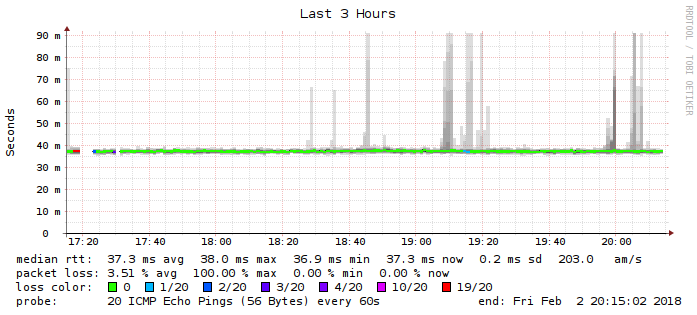 Last 3 Hours
RRDTOOL / TOBI OETIKER
Seconds
90 m
80 m
70 m
60 m
50 m
40 m
30 m
20 m
10 m
0
17:20 17:40 18:00 18:20 18:40 19:00 19:20 19:40 20:00
median rtt: 37.3 ms avg 38.0 ms max 36.9 ms min 37.3 ms now 0.2 ms sd 203.0 am/s
packet loss: 3.51 % avg 100.00 % max 0.00 % min 0.00 % now
loss color: 0 1/20 2/20 3/20 4/20 10/20 19/20
probe: 20 ICMP Echo Pings (56 Bytes) every 60s end: Fri Feb 2 20:15:02 2018